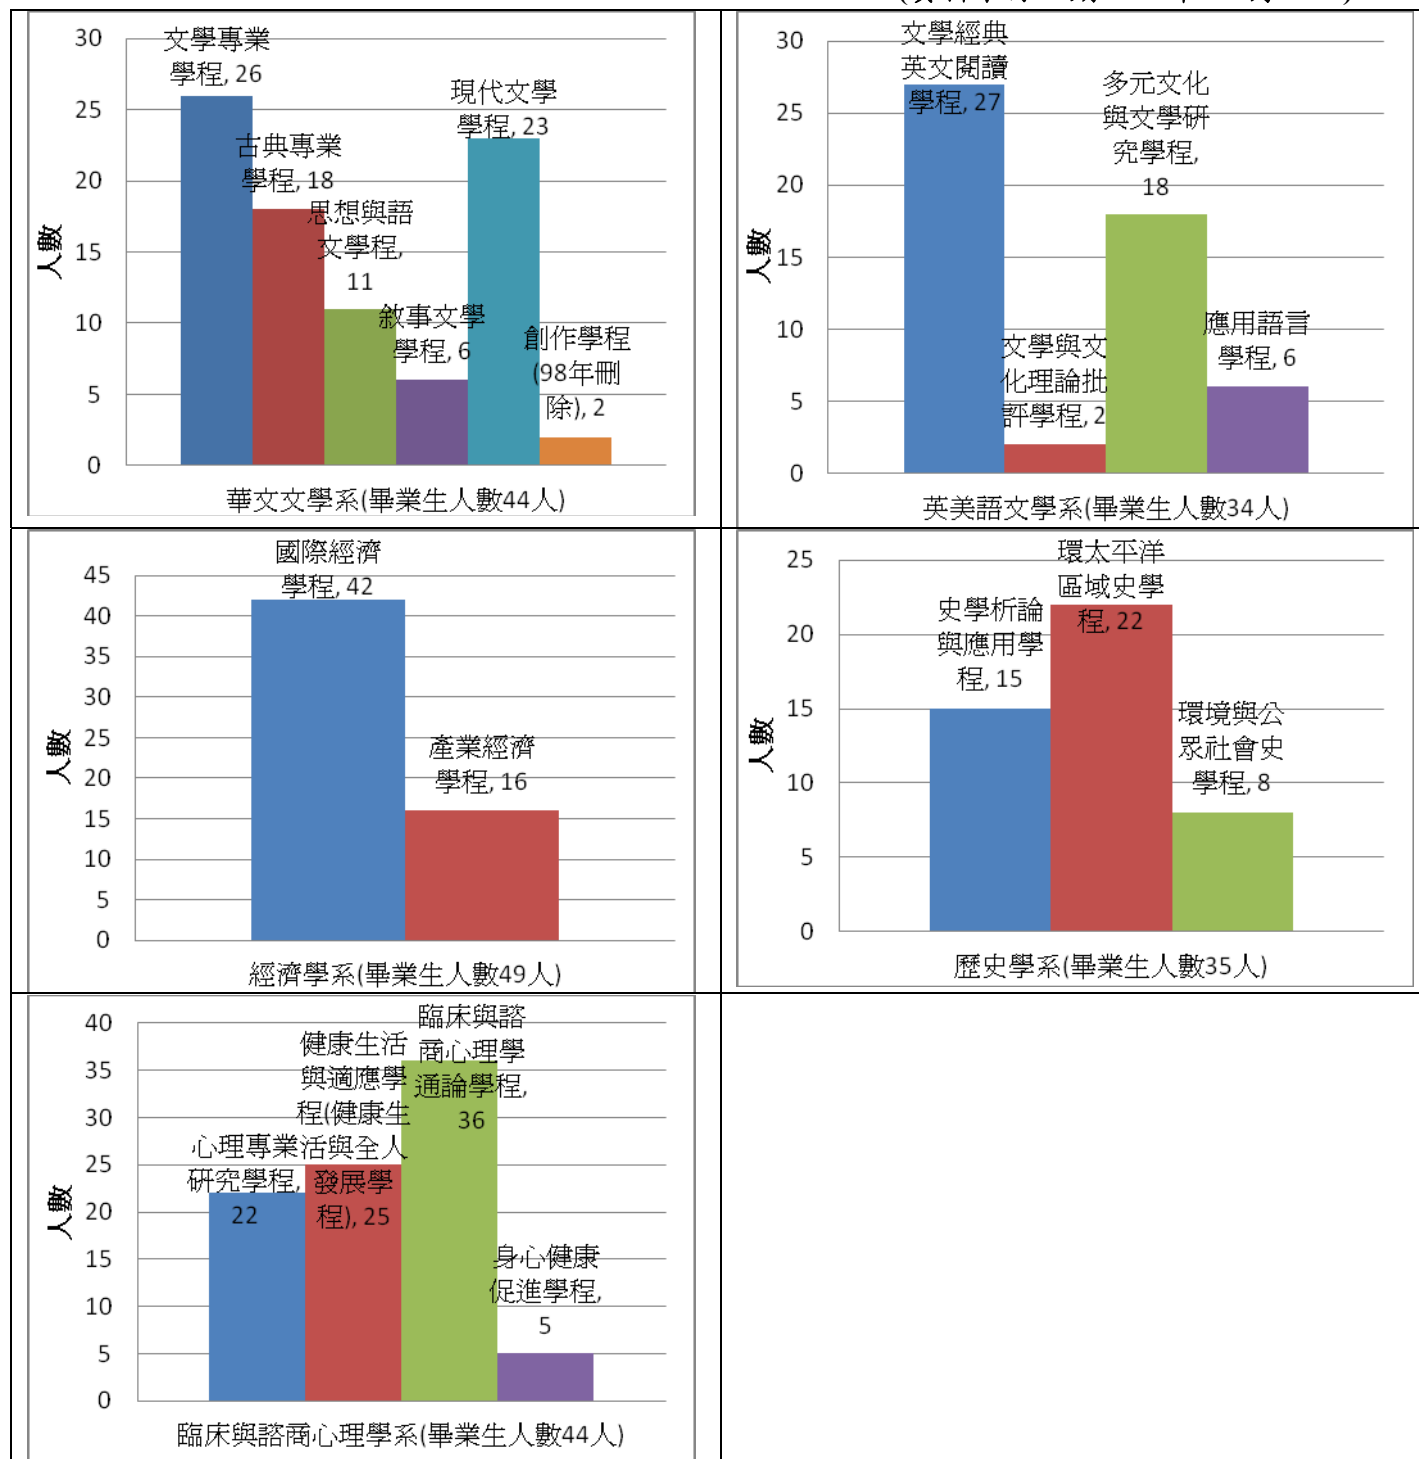 30
25
20
15
10
5
0
人數
文學專業
學程, 26
古典專業
學程, 18
思想與語
文學程,
11
敘事文學
學程, 6
現代文學
學程, 23
創作學程
(98年刪
除), 2
華文文學系(畢業生人數44人)
30
25
20
15
10
5
0
人數
文學經典
英文閱讀
學程, 27
文學與文
化理論批
評學程, 2
多元文化
與文學研
究學程,
18
應用語言
學程, 6
英美語文學系(畢業生人數34人)
45
40
35
30
25
20
15
10
5
0
人數
國際經濟
學程, 42
產業經濟
學程, 16
經濟學系(畢業生人數49人)
25
20
15
10
5
0
人數
史學析論
與應用學
程, 15
環太平洋
區域史學
程, 22
環境與公
眾社會史
學程, 8
歷史學系(畢業生人數35人)
40
35
30
25
20
15
10
5
0
人數
心理專業
研究學程,
22
健康生活
與適應學
程(健康生
活與全人
發展學
程), 25
臨床與諮
商心理學
通論學程,
36
身心健康
促進學程,
5
臨床與諮商心理學系(畢業生人數44人)